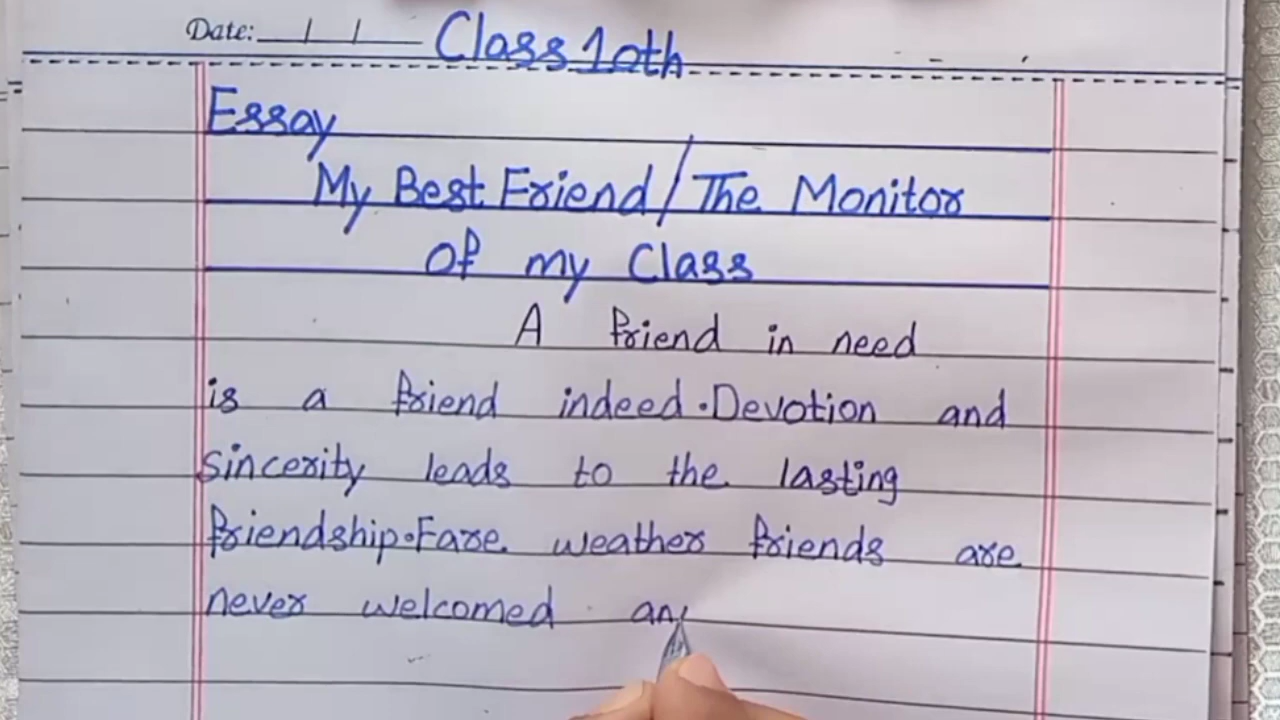 Date: / /
Class 10th
Essay
My Best Friend/The Monitor
of my Class
A friend in need
is a friend indeed. Devotion and
sincerity leads to the lasting
friendship. Fare weather friends are
never welcomed an